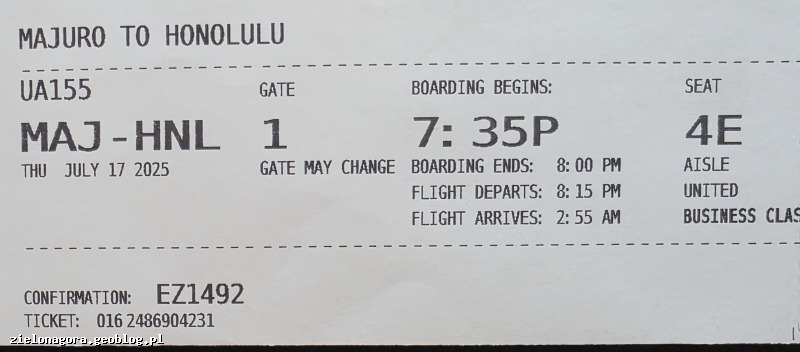 MAJURO TO HONOLULU
UA155 GATE BOARDING BEGINS: SEAT
MAJ-HNL 1 7:35P 4E
THU JULY 17 2025 GATE MAY CHANGE BOARDING ENDS: 8:00 PM AISLE
FLIGHT DEPARTS: 8:15 PM UNITED
FLIGHT ARRIVES: 2:55 AM BUSINESS CLAS
CONFIRMATION: EZ1492
TICKET: 016 2486904231
zielonagora.geoblog.pl